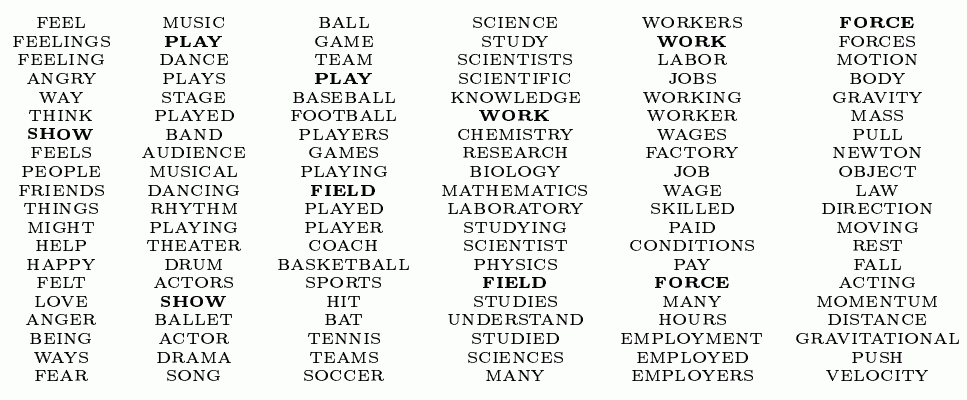 FEEL MUSIC BALL SCIENCE WORKERS FORCE
FEELINGS PLAY GAME STUDY WORK FORCES
FEELING DANCE TEAM SCIENTISTS LABOR MOTION
ANGRY PLAYS PLAY SCIENTIFIC JOBS BODY
WAY STAGE BASEBALL KNOWLEDGE WORKING GRAVITY
THINK PLAYED FOOTBALL WORK WORKER MASS
SHOW BAND PLAYERS CHEMISTRY WAGES PULL
FEELS AUDIENCE GAMES RESEARCH FACTORY NEWTON
PEOPLE MUSICAL PLAYING BIOLOGY JOB OBJECT
FRIENDS DANCING FIELD MATHEMATICS WAGE LAW
THINGS RHYTHM PLAYED LABORATORY SKILLED DIRECTION
MIGHT PLAYING PLAYER STUDYING PAID MOVING
HELP THEATER COACH SCIENTIST CONDITIONS REST
HAPPY DRUM BASKETBALL PHYSICS PAY FALL
FELT ACTORS SPORTS FIELD FORCE ACTING
LOVE SHOW HIT STUDIES MANY MOMENTUM
ANGER BALLET BAT UNDERSTAND HOURS DISTANCE
BEING ACTOR TENNIS STUDIED EMPLOYMENT GRAVITATIONAL
WAYS DRAMA TEAMS SCIENCES EMPLOYED PUSH
FEAR SONG SOCCER MANY EMPLOYERS VELOCITY